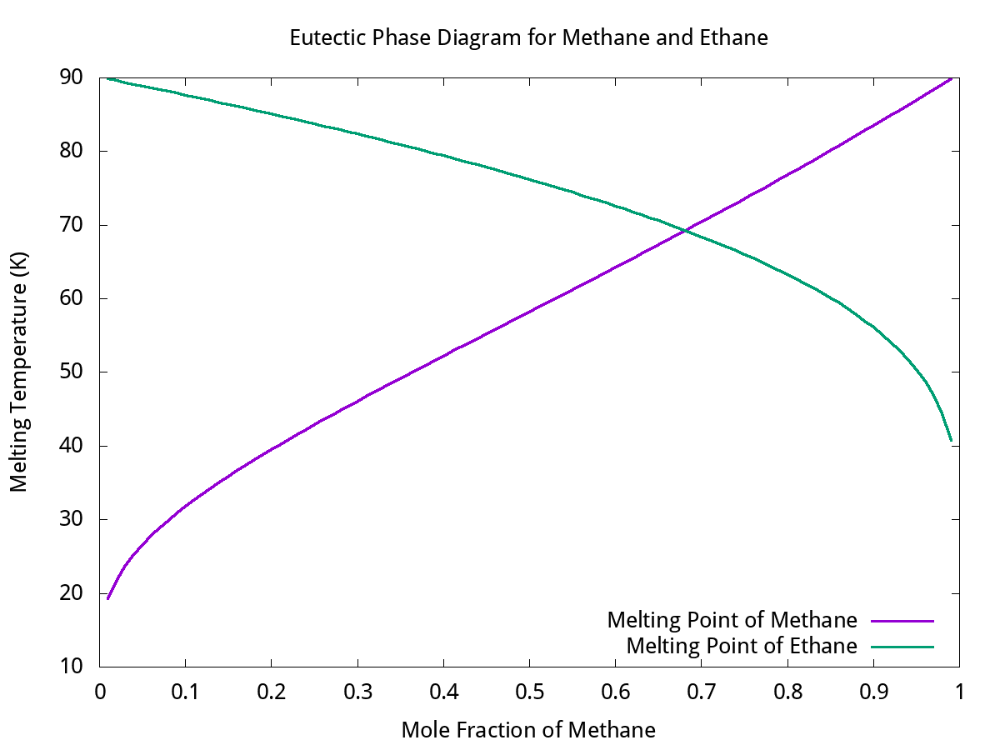 Eutectic Phase Diagram for Methane and Ethane
90
80
70
60
50
40
30
20
10
Melting Temperature (K)
Melting Point of Methane
Melting Point of Ethane
0 0.1 0.2 0.3 0.4 0.5 0.6 0.7 0.8 0.9 1
Mole Fraction of Methane